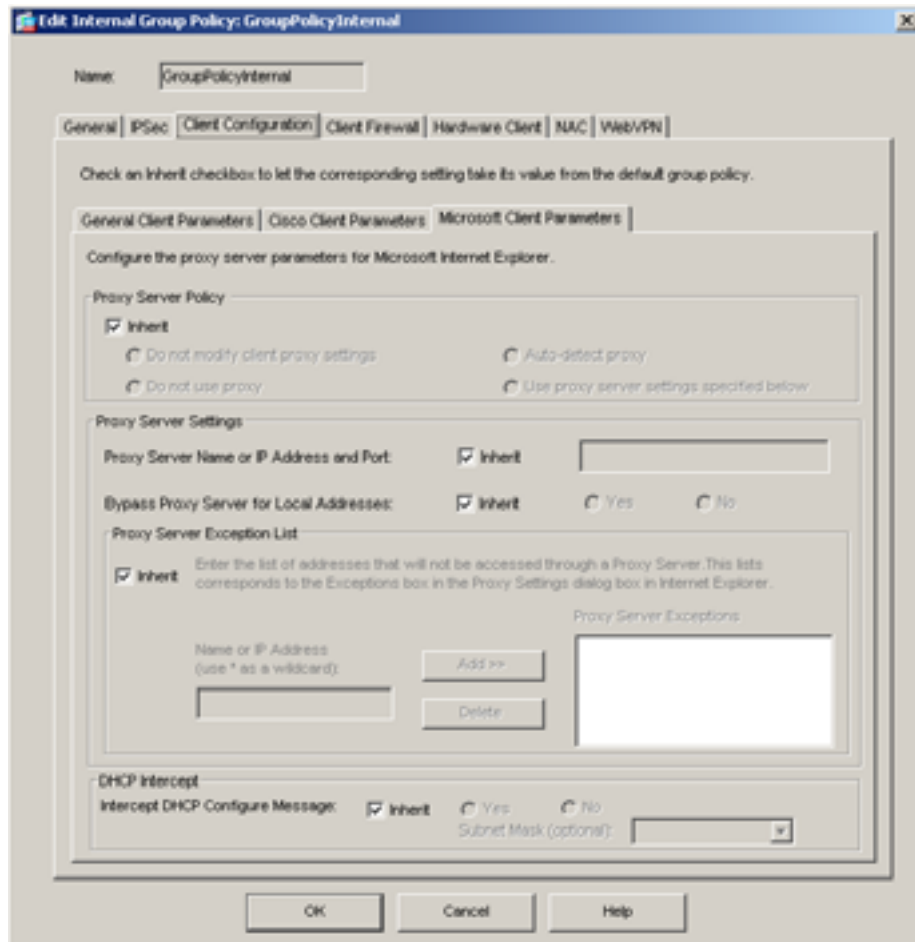 Edit Internal Group Policy: GroupPolicyInternal
Name: GroupPolicyInternal
General IPSec Client Configuration Client Firewall Hardware Client NAC WebVPN
Check an Inherit checkbox to let the corresponding setting take its value from the default group policy.
General Client Parameters Cisco Client Parameters Microsoft Client Parameters
Configure the proxy server parameters for Microsoft Internet Explorer.
Proxy Server Policy
Inherit
Do not modify client proxy settings Auto-detect proxy
Do not use proxy Use proxy server settings specified below
Proxy Server Settings
Proxy Server Name or IP Address and Port: Inherit
Bypass Proxy Server for Local Addresses: Inherit Yes No
Proxy Server Exception List
Inherit Enter the list of addresses that will not be accessed through a Proxy Server.This lists
corresponds to the Exceptions box in the Proxy Settings dialog box in Internet Explorer.
Proxy Server Exceptions
Name or IP Address
(use * as a wildcard): Add >>
Delete
DHCP Intercept
Intercept DHCP Configure Message: Inherit Yes No
Subnet Mask (optional):
OK Cancel Help